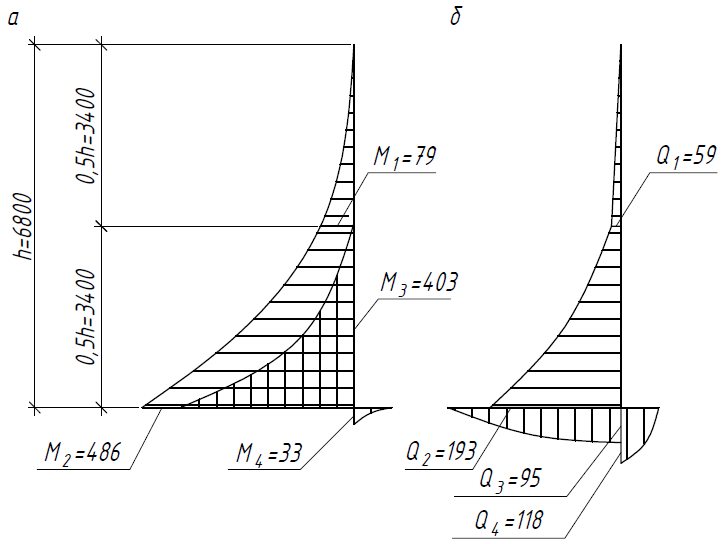 а
б
h=6800
0,5h=3400
0,5h=3400
M₁=79
M₃=403
M₂=486
M₄=33
Q₁=59
Q₂=193
Q₃=95
Q₄=118